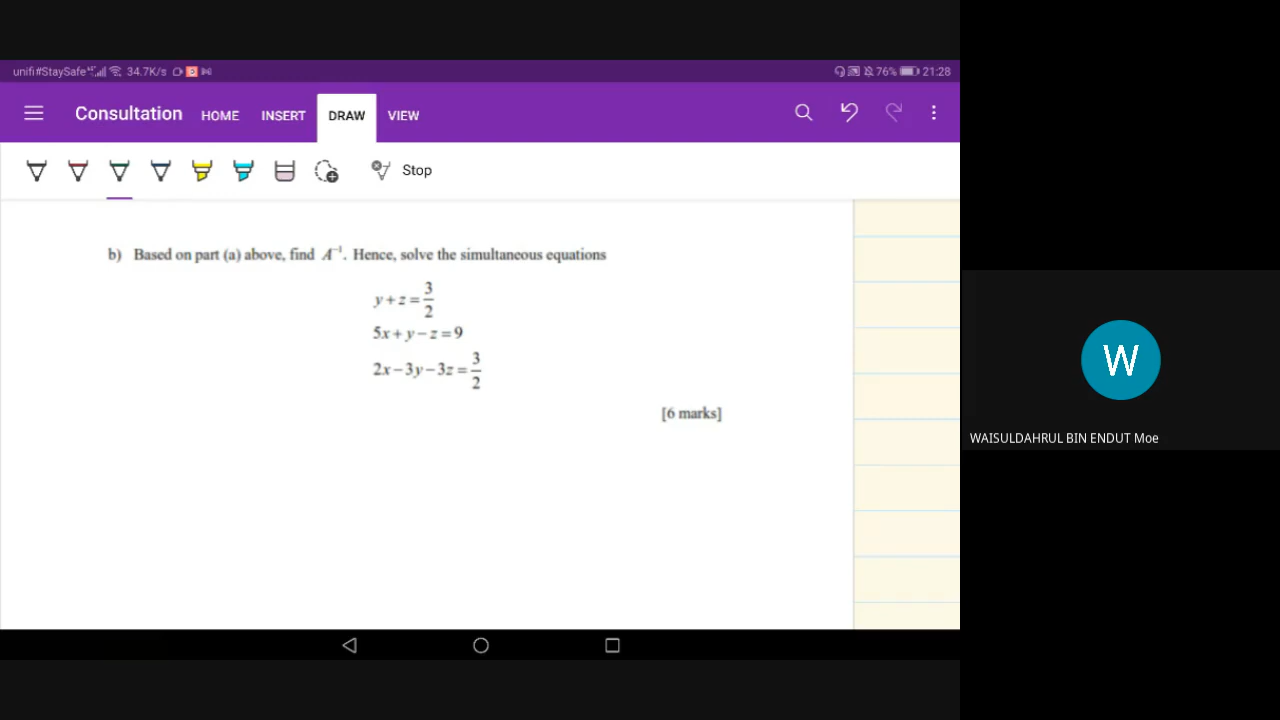 unifi#StaySafe 34.7K/s 76% 21:28
Consultation HOME INSERT DRAW VIEW
Stop
b) Based on part (a) above, find A⁻¹. Hence, solve the simultaneous equations
y + z = 3/2
5x + y − z = 9
2x − 3y − 3z = 3/2
[6 marks]
W
WAISULDAHRUL BIN ENDUT Moe